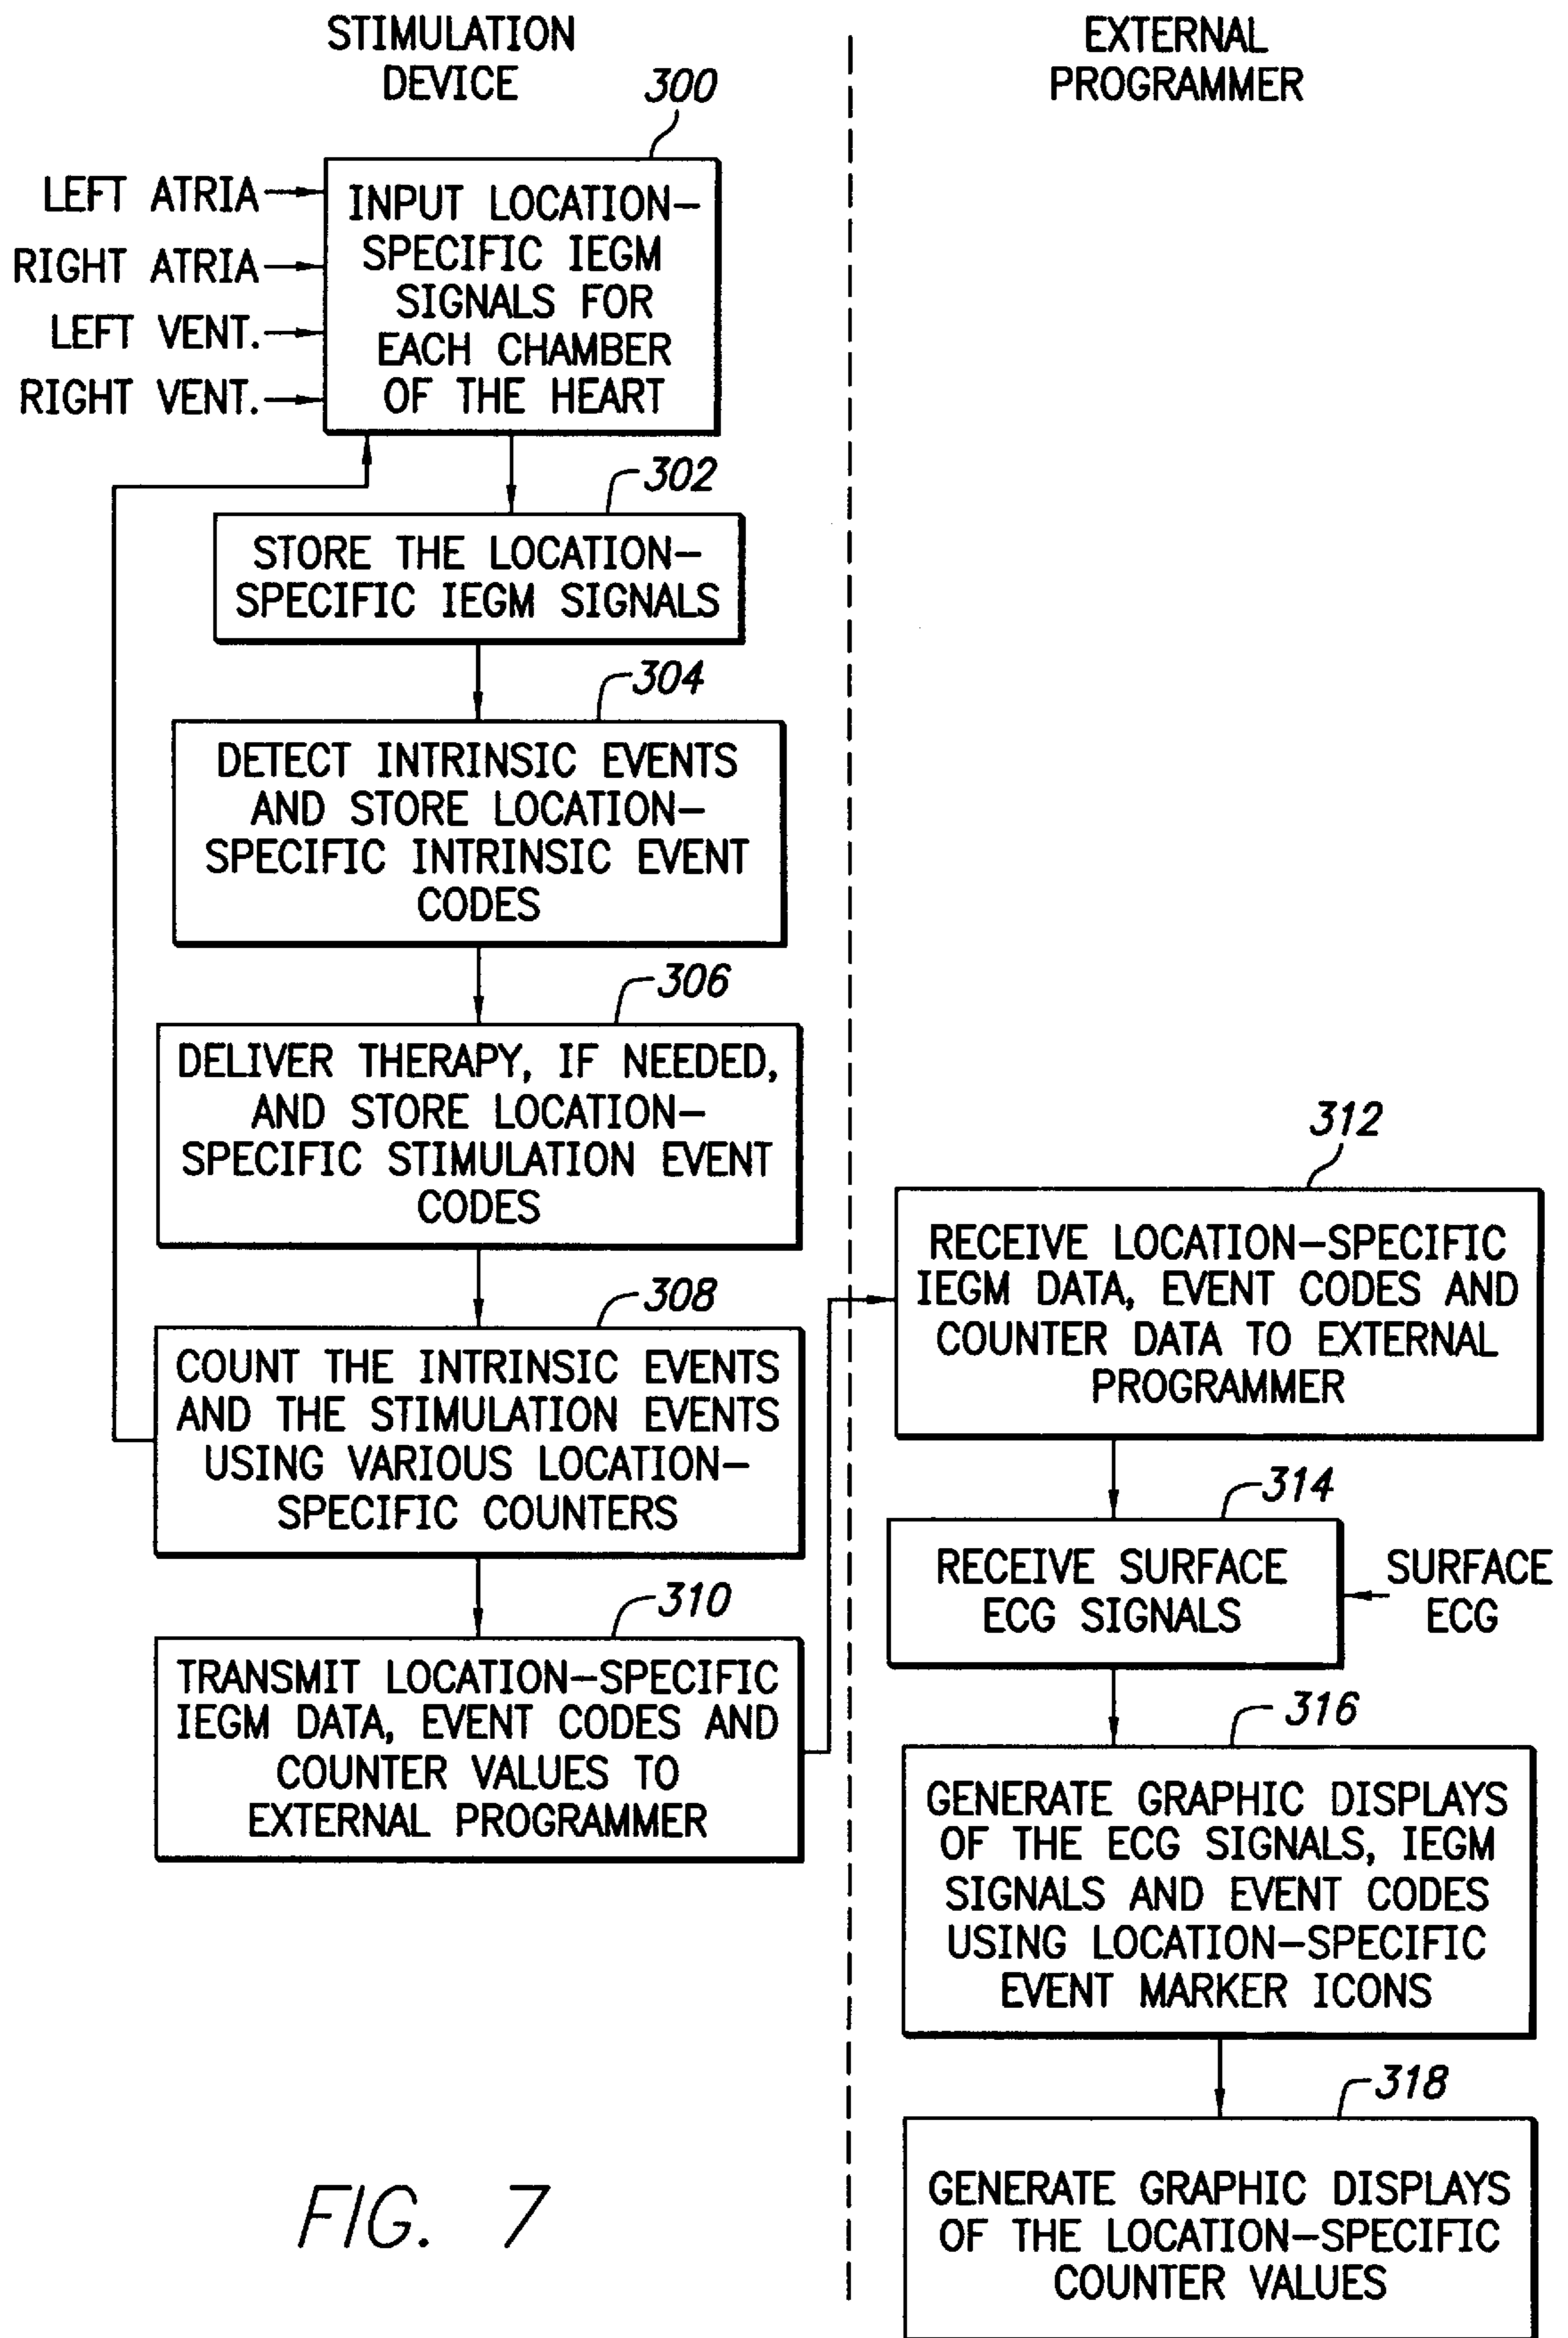 STIMULATION
DEVICE
300
LEFT ATRIA
RIGHT ATRIA
LEFT VENT.
RIGHT VENT.
INPUT LOCATION-
SPECIFIC IEGM
SIGNALS FOR
EACH CHAMBER
OF THE HEART
302
STORE THE LOCATION-
SPECIFIC IEGM SIGNALS
304
DETECT INTRINSIC EVENTS
AND STORE LOCATION-
SPECIFIC INTRINSIC EVENT
CODES
306
DELIVER THERAPY, IF NEEDED,
AND STORE LOCATION-
SPECIFIC STIMULATION EVENT
CODES
308
COUNT THE INTRINSIC EVENTS
AND THE STIMULATION EVENTS
USING VARIOUS LOCATION-
SPECIFIC COUNTERS
310
TRANSMIT LOCATION-SPECIFIC
IEGM DATA, EVENT CODES AND
COUNTER VALUES TO
EXTERNAL PROGRAMMER
EXTERNAL
PROGRAMMER
312
RECEIVE LOCATION-SPECIFIC
IEGM DATA, EVENT CODES AND
COUNTER DATA TO EXTERNAL
PROGRAMMER
314
RECEIVE SURFACE
ECG SIGNALS
SURFACE
ECG
316
GENERATE GRAPHIC DISPLAYS
OF THE ECG SIGNALS, IEGM
SIGNALS AND EVENT CODES
USING LOCATION-SPECIFIC
EVENT MARKER ICONS
318
GENERATE GRAPHIC DISPLAYS
OF THE LOCATION-SPECIFIC
COUNTER VALUES
FIG. 7